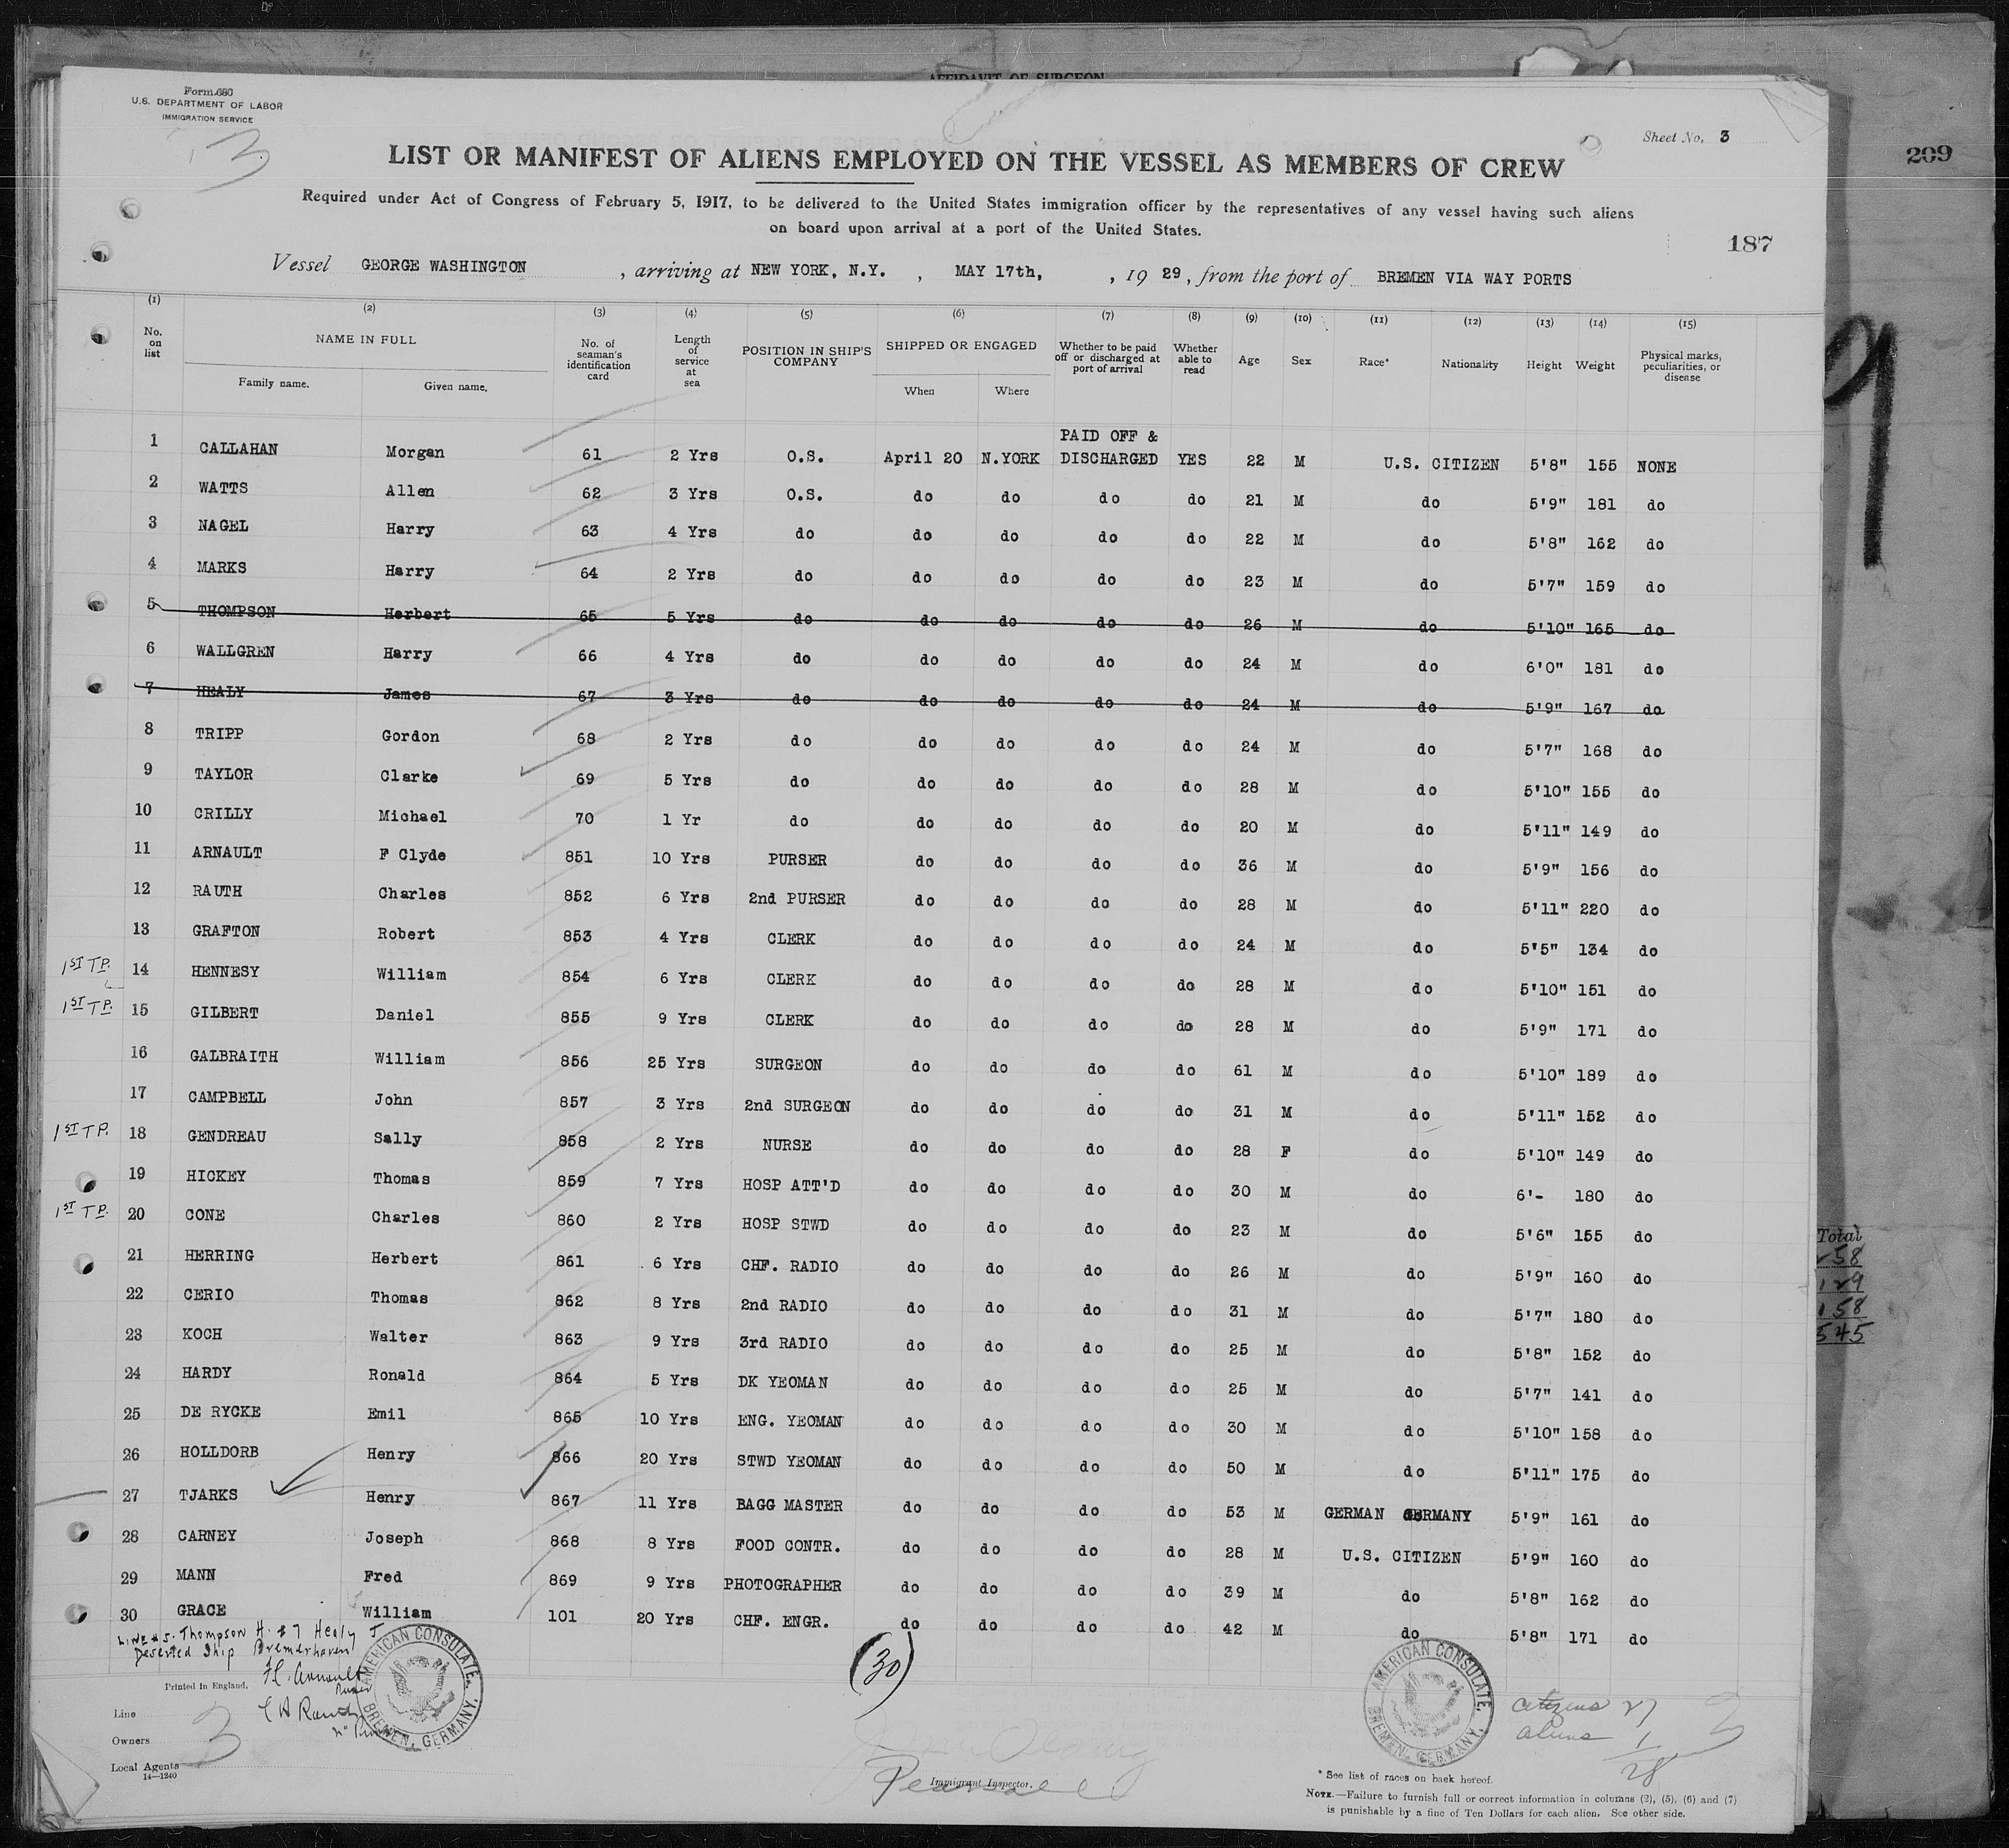 AFFIDAVIT OF SURGEON
Form 680
U.S. DEPARTMENT OF LABOR
IMMIGRATION SERVICE
3
Sheet No. 3
209
LIST OR MANIFEST OF ALIENS EMPLOYED ON THE VESSEL AS MEMBERS OF CREW
Required under Act of Congress of February 5, 1917, to be delivered to the United States immigration officer by the representatives of any vessel having such aliens
on board upon arrival at a port of the United States.
187
Vessel GEORGE WASHINGTON, arriving at NEW YORK, N.Y., MAY 17th, , 19 29, from the port of BREMEN VIA WAY PORTS
(1) (2) (3) (4) (5) (6) (7) (8) (9) (10) (11) (12) (13) (14) (15)
No. on list NAME IN FULL Family name. Given name. No. of seaman's identification card Length of service at sea POSITION IN SHIP'S COMPANY SHIPPED OR ENGAGED When Where Whether to be paid off or discharged at port of arrival Whether able to read Age Sex Race* Nationality Height Weight Physical marks, peculiarities, or disease
1 CALLAHAN Morgan 61 2 Yrs O.S. April 20 N.YORK PAID OFF & DISCHARGED YES 22 M U.S. CITIZEN 5'8" 155 NONE
2 WATTS Allen 62 3 Yrs O.S. do do do do 21 M do 5'9" 181 do
3 NAGEL Harry 63 4 Yrs do do do do do 22 M do 5'8" 162 do
4 MARKS Harry 64 2 Yrs do do do do do 23 M do 5'7" 159 do
5 THOMPSON Herbert 65 5 Yrs do do do do do 26 M do 5'10" 165 do
6 WALLGREN Harry 66 4 Yrs do do do do do 24 M do 6'0" 181 do
7 HEALY James 67 3 Yrs do do do do do 24 M do 5'9" 167 do
8 TRIPP Gordon 68 2 Yrs do do do do do 24 M do 5'7" 168 do
9 TAYLOR Clarke 69 5 Yrs do do do do do 28 M do 5'10" 155 do
10 CRILLY Michael 70 1 Yr do do do do do 20 M do 5'11" 149 do
11 ARNAULT F Clyde 851 10 Yrs PURSER do do do do 36 M do 5'9" 156 do
12 RAUTH Charles 852 6 Yrs 2nd PURSER do do do do 28 M do 5'11" 220 do
13 GRAFTON Robert 853 4 Yrs CLERK do do do do 24 M do 5'5" 134 do
1ST TP. 14 HENNESY William 854 6 Yrs CLERK do do do do 28 M do 5'10" 151 do
1ST TP. 15 GILBERT Daniel 855 9 Yrs CLERK do do do do 28 M do 5'9" 171 do
16 GALBRAITH William 856 25 Yrs SURGEON do do do do 61 M do 5'10" 189 do
17 CAMPBELL John 857 3 Yrs 2nd SURGEON do do do do 31 M do 5'11" 152 do
1ST TP. 18 GENDREAU Sally 858 2 Yrs NURSE do do do do 28 F do 5'10" 149 do
19 HICKEY Thomas 859 7 Yrs HOSP ATT'D do do do do 30 M do 6'- 180 do
1ST TP. 20 CONE Charles 860 2 Yrs HOSP STWD do do do do 23 M do 5'6" 155 do
21 HERRING Herbert 861 6 Yrs CHF. RADIO do do do do 26 M do 5'9" 160 do
22 CERIO Thomas 862 8 Yrs 2nd RADIO do do do do 31 M do 5'7" 180 do
23 KOCH Walter 863 9 Yrs 3rd RADIO do do do do 25 M do 5'8" 152 do
24 HARDY Ronald 864 5 Yrs DK YEOMAN do do do do 25 M do 5'7" 141 do
25 DE RYCKE Emil 865 10 Yrs ENG. YEOMAN do do do do 30 M do 5'10" 158 do
26 HOLLDORB Henry 866 20 Yrs STWD YEOMAN do do do do 50 M do 5'11" 175 do
27 TJARKS Henry 867 11 Yrs BAGG MASTER do do do do 53 M GERMAN GERMANY 5'9" 161 do
28 CARNEY Joseph 868 8 Yrs FOOD CONTR. do do do do 28 M U.S. CITIZEN 5'9" 160 do
29 MANN Fred 869 9 Yrs PHOTOGRAPHER do do do do 39 M do 5'8" 162 do
30 GRACE William 101 20 Yrs CHF. ENGR. do do do do 42 M do 5'8" 171 do
Total
158
545
LINE #5. Thompson H. #7 Healy J
Deserted Ship Bremerhaven
(30)
AMERICAN CONSULATE, BREMEN, GERMANY.
AMERICAN CONSULATE, BREMEN, GERMANY.
Printed in England.
Line
Owners
Local Agents
14—1240
3
citizens 27
aliens 1
28
Immigrant Inspector.
* See list of races on back hereof.
NOTE.—Failure to furnish full or correct information in columns (2), (5), (6) and (7)
is punishable by a fine of Ten Dollars for each alien. See other side.